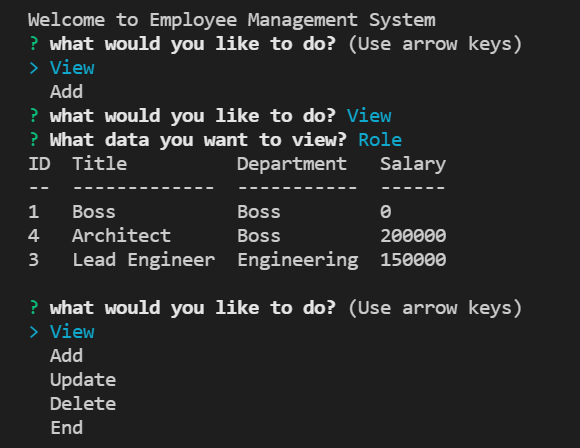 Welcome to Employee Management System
? what would you like to do? (Use arrow keys)
> View
  Add
? what would you like to do? View
? What data you want to view? Role
ID  Title          Department   Salary
--  -------------  -----------  ------
1   Boss           Boss         0
4   Architect      Boss         200000
3   Lead Engineer  Engineering  150000
? what would you like to do? (Use arrow keys)
> View
  Add
  Update
  Delete
  End